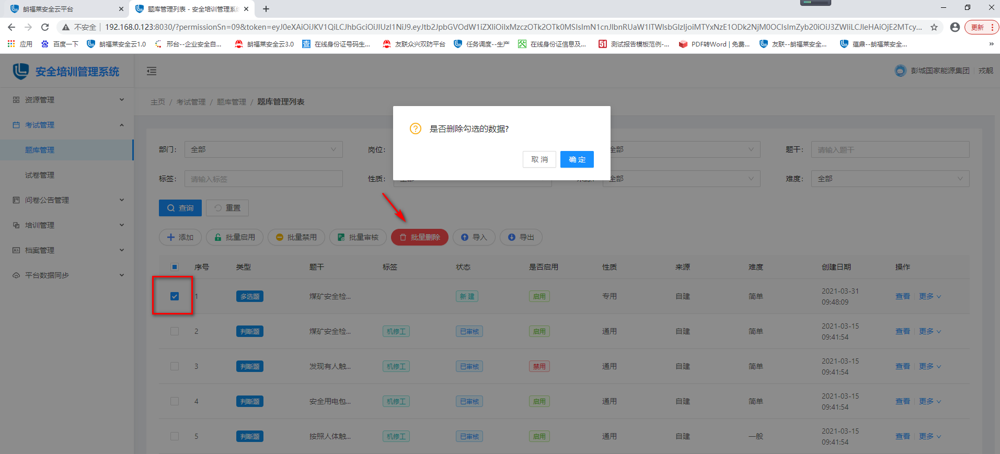 朗福莱安全云平台
题库管理列表 - 安全培训管理系统
不安全
192.168.0.123:8030/?permissionSn=09&token=eyJ0eXAiOiJKV1QiLCJhbGciOiJIUzI1NiJ9.eyJtb2JpbGVOdW1iZXIiOiIxMzczOTk2OTk0MSIsImN1cnJlbnRUaW1lTWlsbGlzIjoiMTYxNzE1ODk2NjM0OCIsImZyb20iOiJ3ZWIiLCJleHAiOjE2MTcy...
更新
应用
百度一下
朗福莱安全云1.0
邢台--企业安全自...
朗福莱安全云3.0
查 在线身份证号码生...
友联众兴双防平台
任务调度--生产
在线身份证信息及...
51 测试报告模板范例-...
PDF转Word | 免费...
友联--朗福莱安全...
蕴鼎--朗福莱安全...
»
安全培训管理系统
彭城国家能源集团 戎靓
资源管理
考试管理
题库管理
试卷管理
问卷公告管理
培训管理
档案管理
平台数据同步
主页 / 考试管理 / 题库管理 / 题库管理列表
是否删除勾选的数据?
取 消 确 定
部门: 全部 岗位: 全部 题干: 请输入题干
标签: 请输入标签 性质: 全部 全部 难度: 全部
查询 重置
添加 批量启用 批量禁用 批量审核 批量删除 导入 导出
序号 类型 题干 标签 状态 是否启用 性质 来源 难度 创建日期 操作
1 多选题 煤矿安全检... 新 建 启用 专用 自建 简单 2021-03-31 09:48:09 查看 更多
2 判断题 煤矿安全检... 机修工 已审核 启用 通用 自建 简单 2021-03-15 09:41:54 查看 更多
3 判断题 发现有人触... 机修工 已审核 禁用 通用 自建 简单 2021-03-15 09:41:54 查看 更多
4 判断题 安全用电包... 机修工 已审核 启用 通用 自建 简单 2021-03-15 09:41:54 查看 更多
5 判断题 按照人体触... 机修工 已审核 启用 通用 自建 一般 2021-03-15 09:41:54 查看 更多